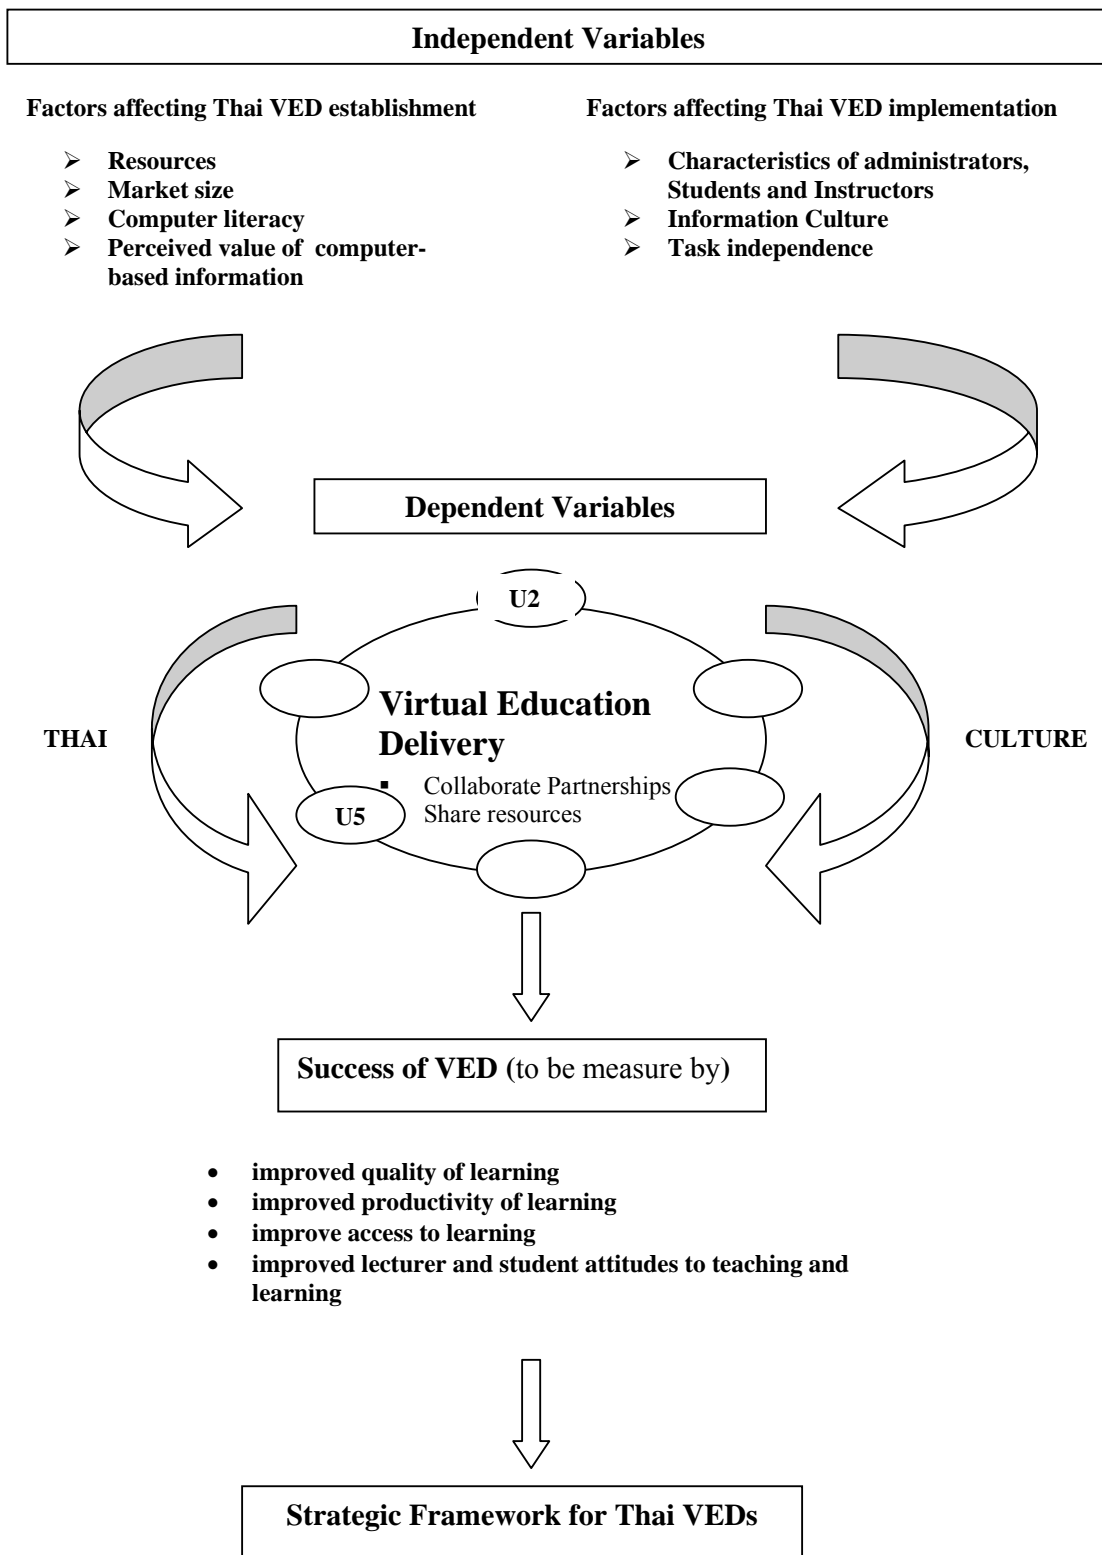 Independent Variables
Factors affecting Thai VED establishment
➢ Resources
➢ Market size
➢ Computer literacy
➢ Perceived value of computer-
based information
Factors affecting Thai VED implementation
➢ Characteristics of administrators,
Students and Instructors
➢ Information Culture
➢ Task independence
Dependent Variables
U2
Virtual Education
Delivery
▪ Collaborate Partnerships
Share resources
U5
THAI
CULTURE
Success of VED (to be measure by)
• improved quality of learning
• improved productivity of learning
• improve access to learning
• improved lecturer and student attitudes to teaching and
learning
Strategic Framework for Thai VEDs